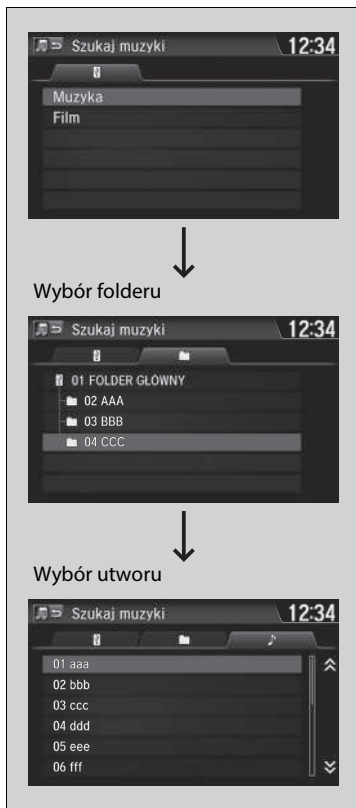 Szukaj muzyki 12:34
Muzyka
Film
Wybór folderu
Szukaj muzyki 12:34
01 FOLDER GŁÓWNY
02 AAA
03 BBB
04 CCC
Wybór utworu
Szukaj muzyki 12:34
01 aaa
02 bbb
03 ccc
04 ddd
05 eee
06 fff